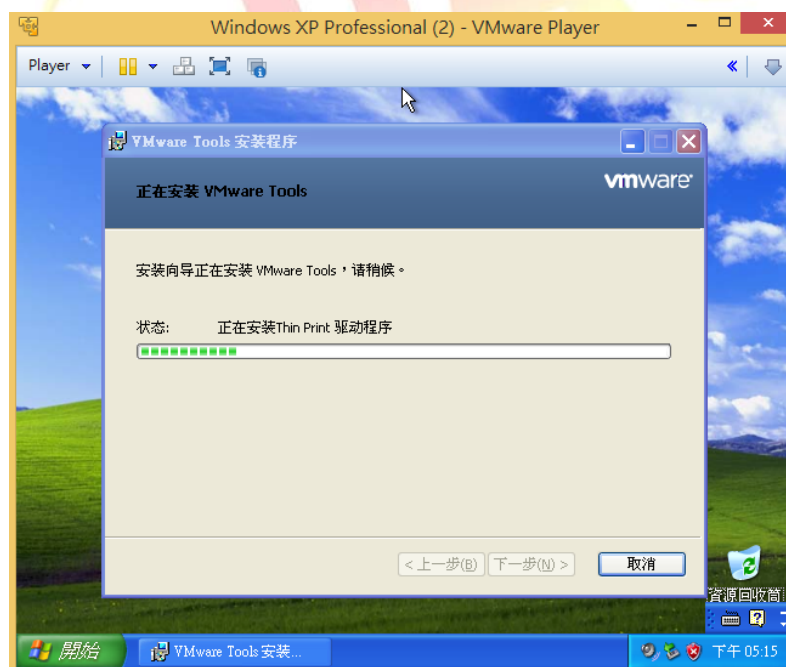 Windows XP Professional (2) - VMware Player
Player
VMware Tools 安装程序
正在安装 VMware Tools
vmware
安装向导正在安装 VMware Tools，请稍候。
状态: 正在安装Thin Print 驱动程序
<上一步(B) 下一步(N) > 取消
資源回收筒
開始 VMware Tools 安装... 下午 05:15